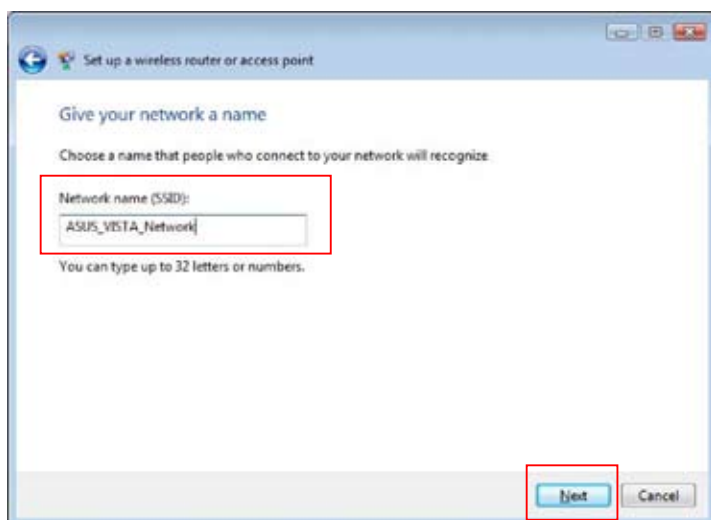 Set up a wireless router or access point
Give your network a name
Choose a name that people who connect to your network will recognize
Network name (SSID):
ASUS_VISTA_Network
You can type up to 32 letters or numbers.
Next
Cancel